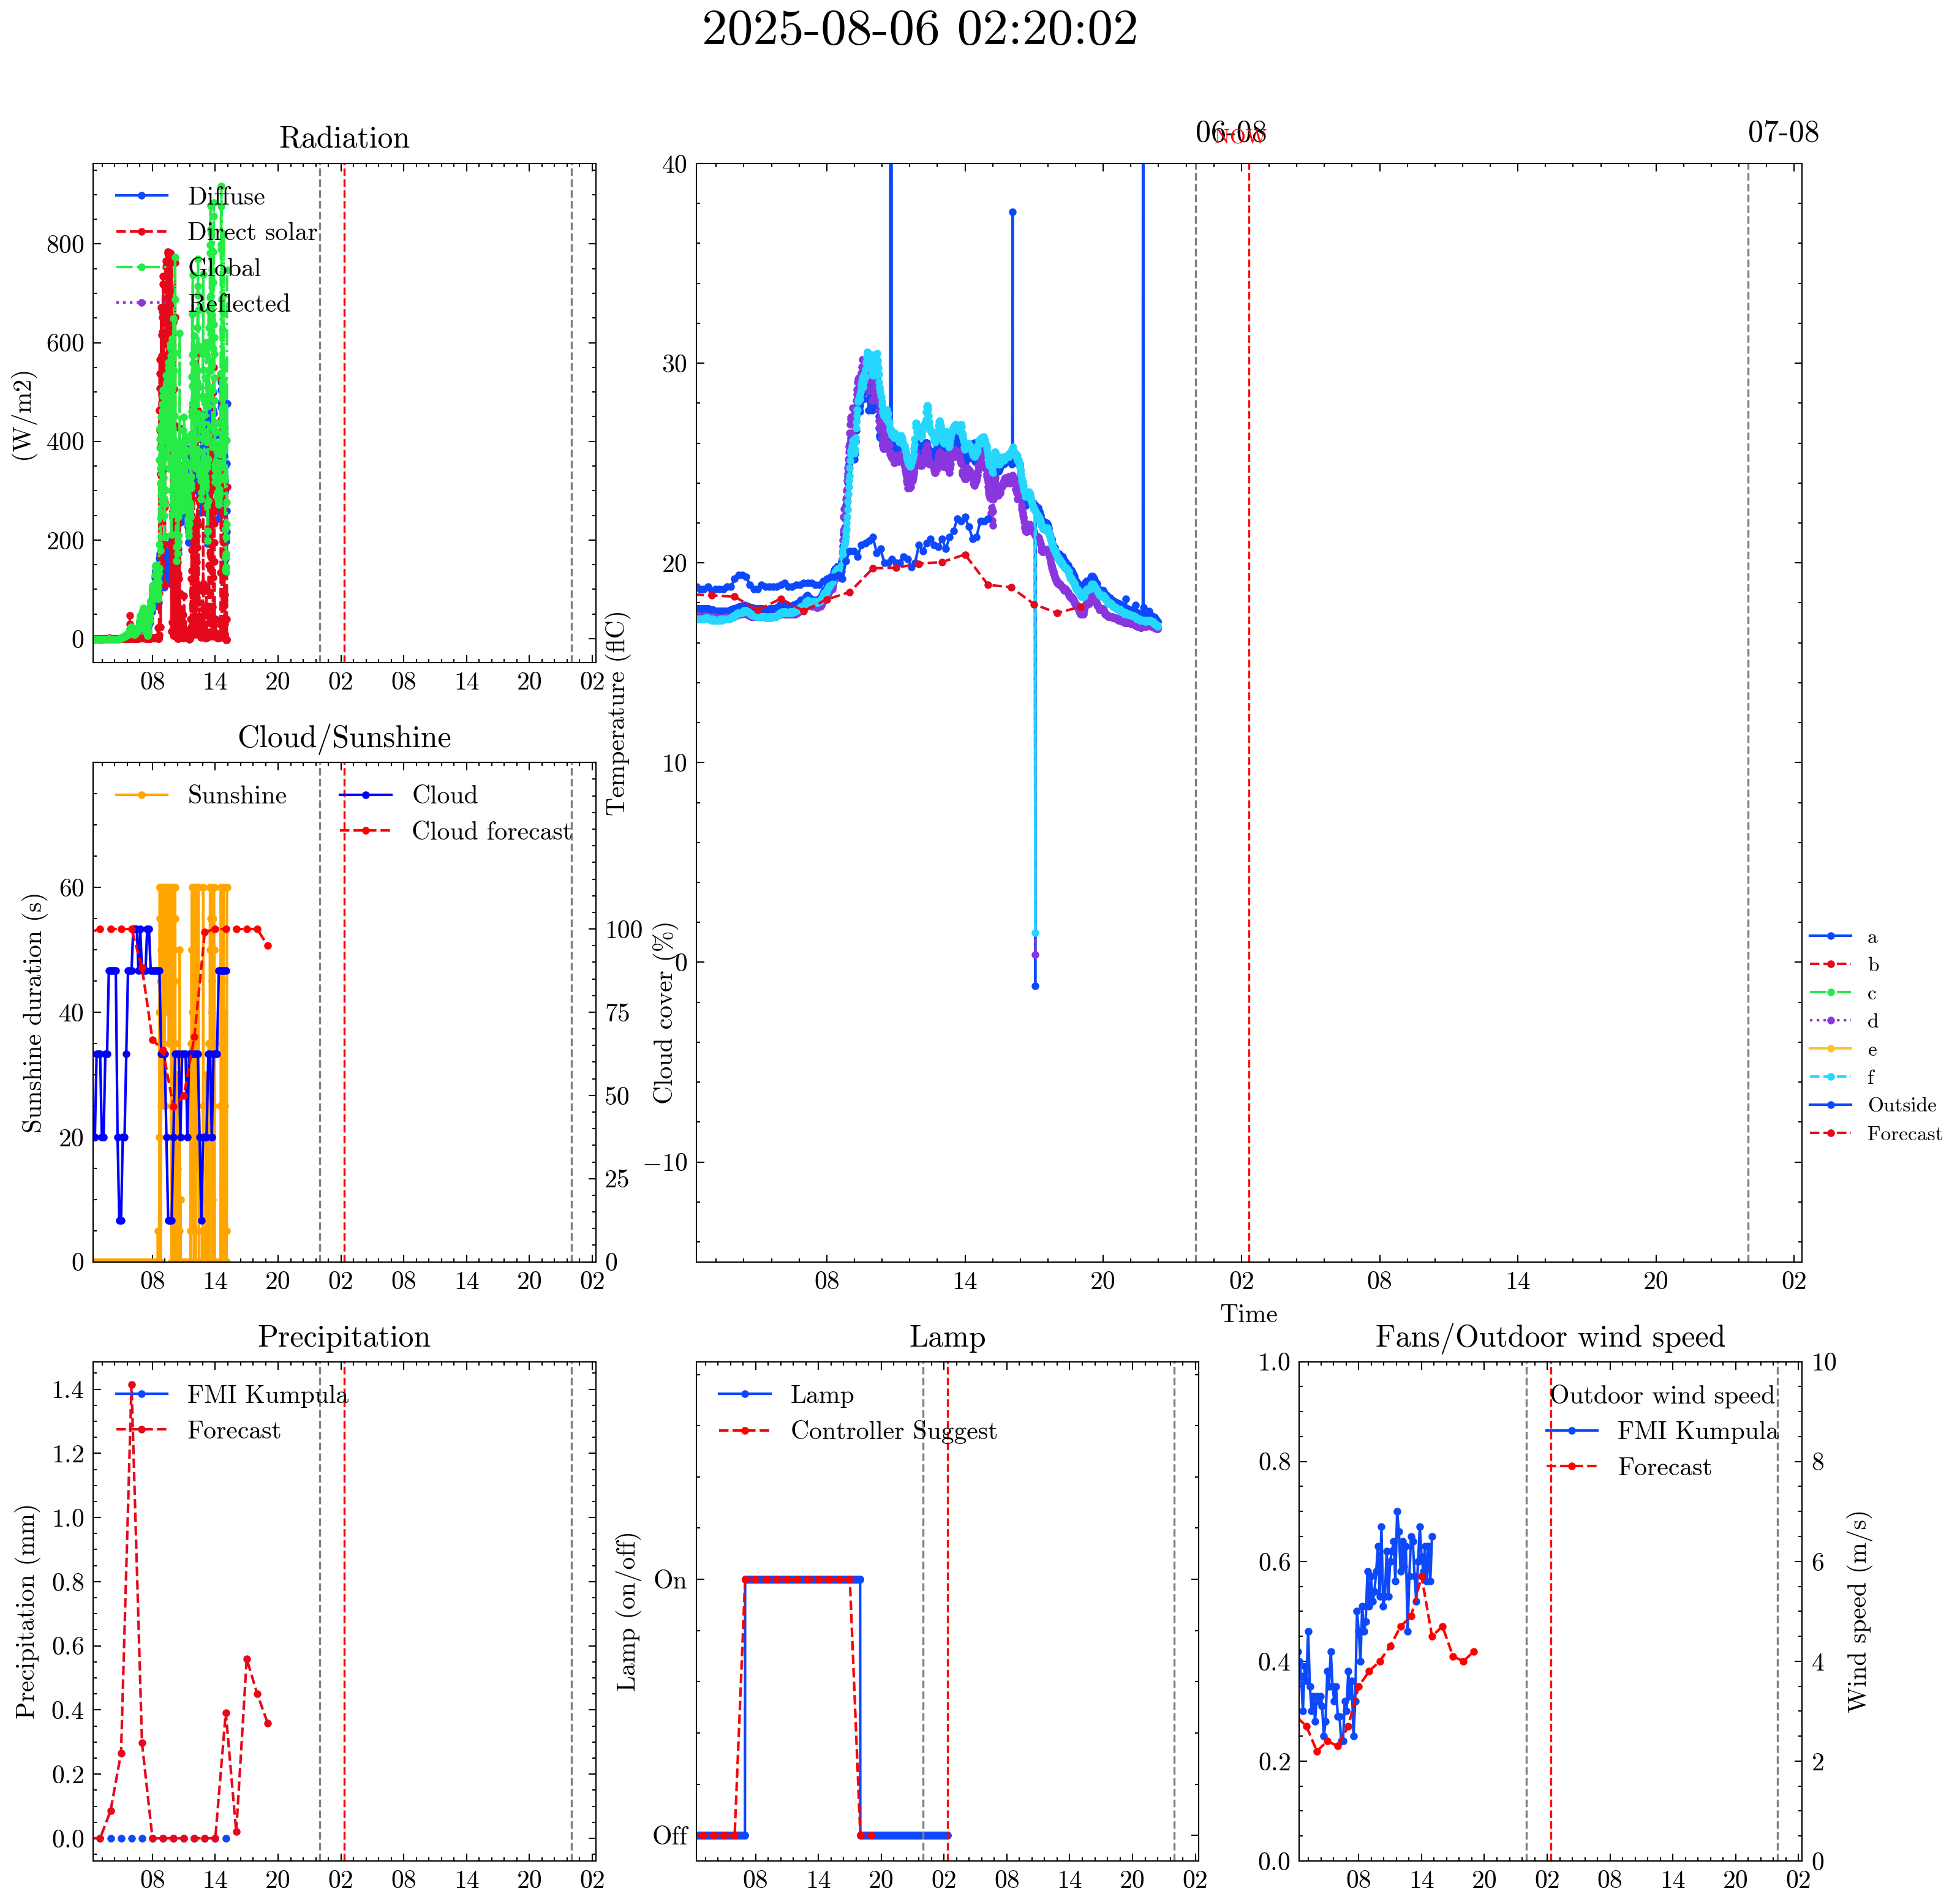 2025-08-06 02:20:02
Radiation
Diffuse
Direct solar
Global
Reflected
(W/m2)
800
600
400
200
0
08 14 20 02 08 14 20 02
06-08
NOW
07-08
Temperature (flC)
40
30
20
10
0
−10
08 14 20 02 08 14 20 02
Time
a
b
c
d
e
f
Outside
Forecast
Cloud/Sunshine
Sunshine
Cloud
Cloud forecast
Sunshine duration (s)
60
40
20
0
Cloud cover (%)
100
75
50
25
0
08 14 20 02 08 14 20 02
Precipitation
FMI Kumpula
Forecast
Precipitation (mm)
1.4
1.2
1.0
0.8
0.6
0.4
0.2
0.0
08 14 20 02 08 14 20 02
Lamp
Lamp
Controller Suggest
Lamp (on/off)
On
Off
08 14 20 02 08 14 20 02
Fans/Outdoor wind speed
Outdoor wind speed
FMI Kumpula
Forecast
1.0
0.8
0.6
0.4
0.2
0.0
Wind speed (m/s)
10
8
6
4
2
0
08 14 20 02 08 14 20 02